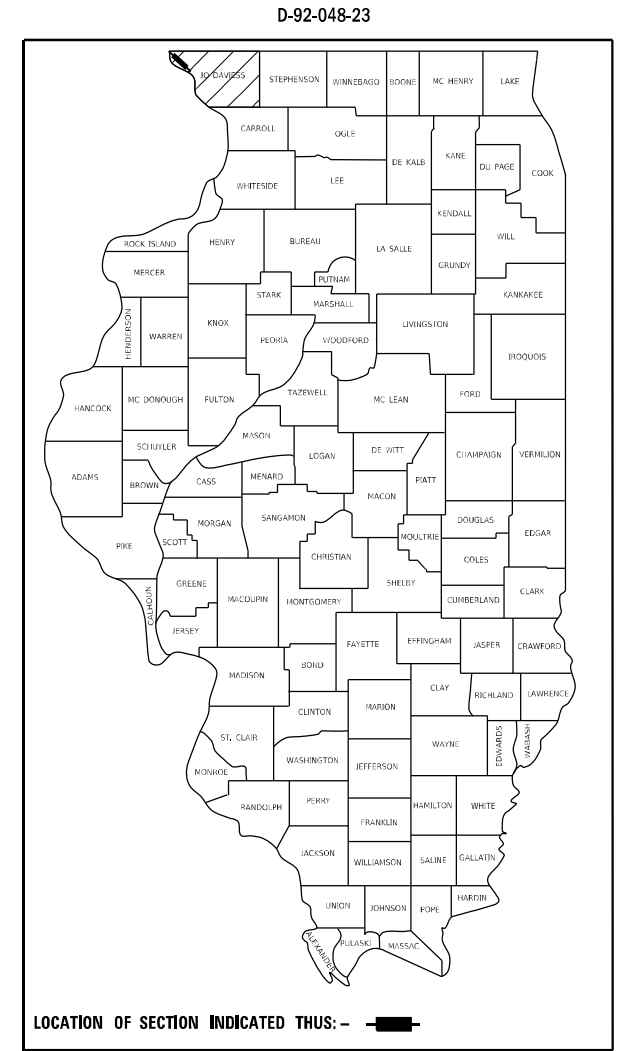 D-92-048-23
JO DAVIESS
STEPHENSON
WINNEBAGO
BOONE
MC HENRY
LAKE
CARROLL
OGLE
DE KALB
KANE
DU PAGE
COOK
WHITESIDE
LEE
KENDALL
WILL
ROCK ISLAND
HENRY
BUREAU
LA SALLE
GRUNDY
MERCER
PUTNAM
KANKAKEE
STARK
MARSHALL
HENDERSON
WARREN
KNOX
PEORIA
WOODFORD
LIVINGSTON
IROQUOIS
HANCOCK
MC DONOUGH
FULTON
TAZEWELL
MC LEAN
FORD
MASON
SCHUYLER
LOGAN
DE WITT
CHAMPAIGN
VERMILION
ADAMS
BROWN
CASS
MENARD
PIATT
MACON
MORGAN
SANGAMON
DOUGLAS
PIKE
SCOTT
MOULTRIE
EDGAR
CHRISTIAN
COLES
GREENE
SHELBY
CALHOUN
MACOUPIN
MONTGOMERY
CUMBERLAND
CLARK
JERSEY
FAYETTE
EFFINGHAM
JASPER
CRAWFORD
MADISON
BOND
CLAY
RICHLAND
LAWRENCE
CLINTON
MARION
ST. CLAIR
WAYNE
EDWARDS
WABASH
MONROE
WASHINGTON
JEFFERSON
RANDOLPH
PERRY
HAMILTON
WHITE
FRANKLIN
JACKSON
WILLIAMSON
SALINE
GALLATIN
UNION
JOHNSON
POPE
HARDIN
ALEXANDER
PULASKI
MASSAC
LOCATION OF SECTION INDICATED THUS: –